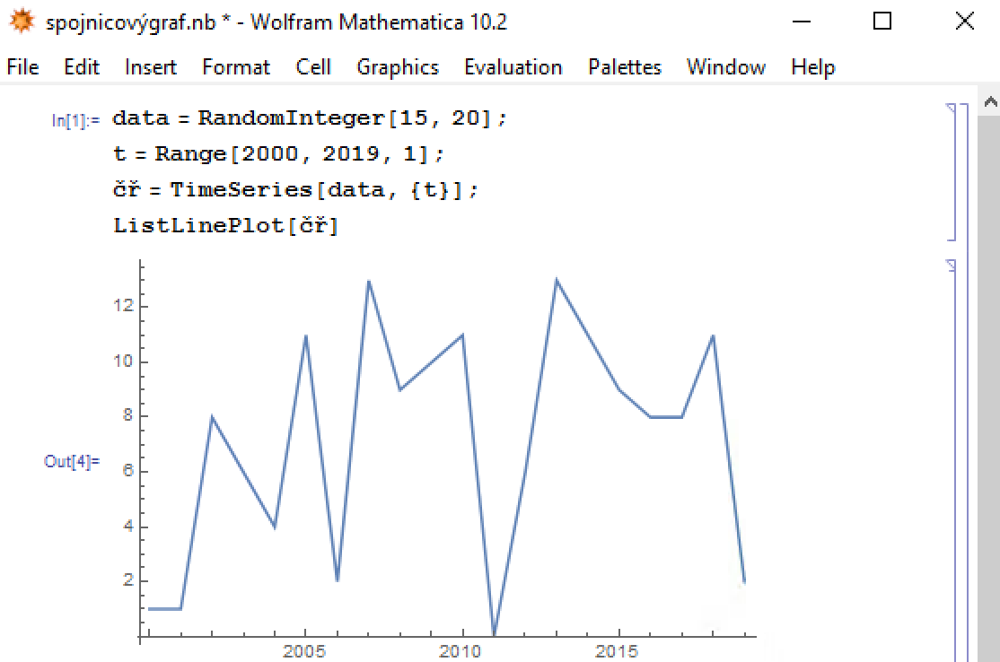 spojnicovýgraf.nb * - Wolfram Mathematica 10.2
File Edit Insert Format Cell Graphics Evaluation Palettes Window Help
In[1]:= data = RandomInteger[15, 20];
t = Range[2000, 2019, 1];
čř = TimeSeries[data, {t}];
ListLinePlot[čř]
12
10
8
Out[4]= 6
4
2
2005 2010 2015